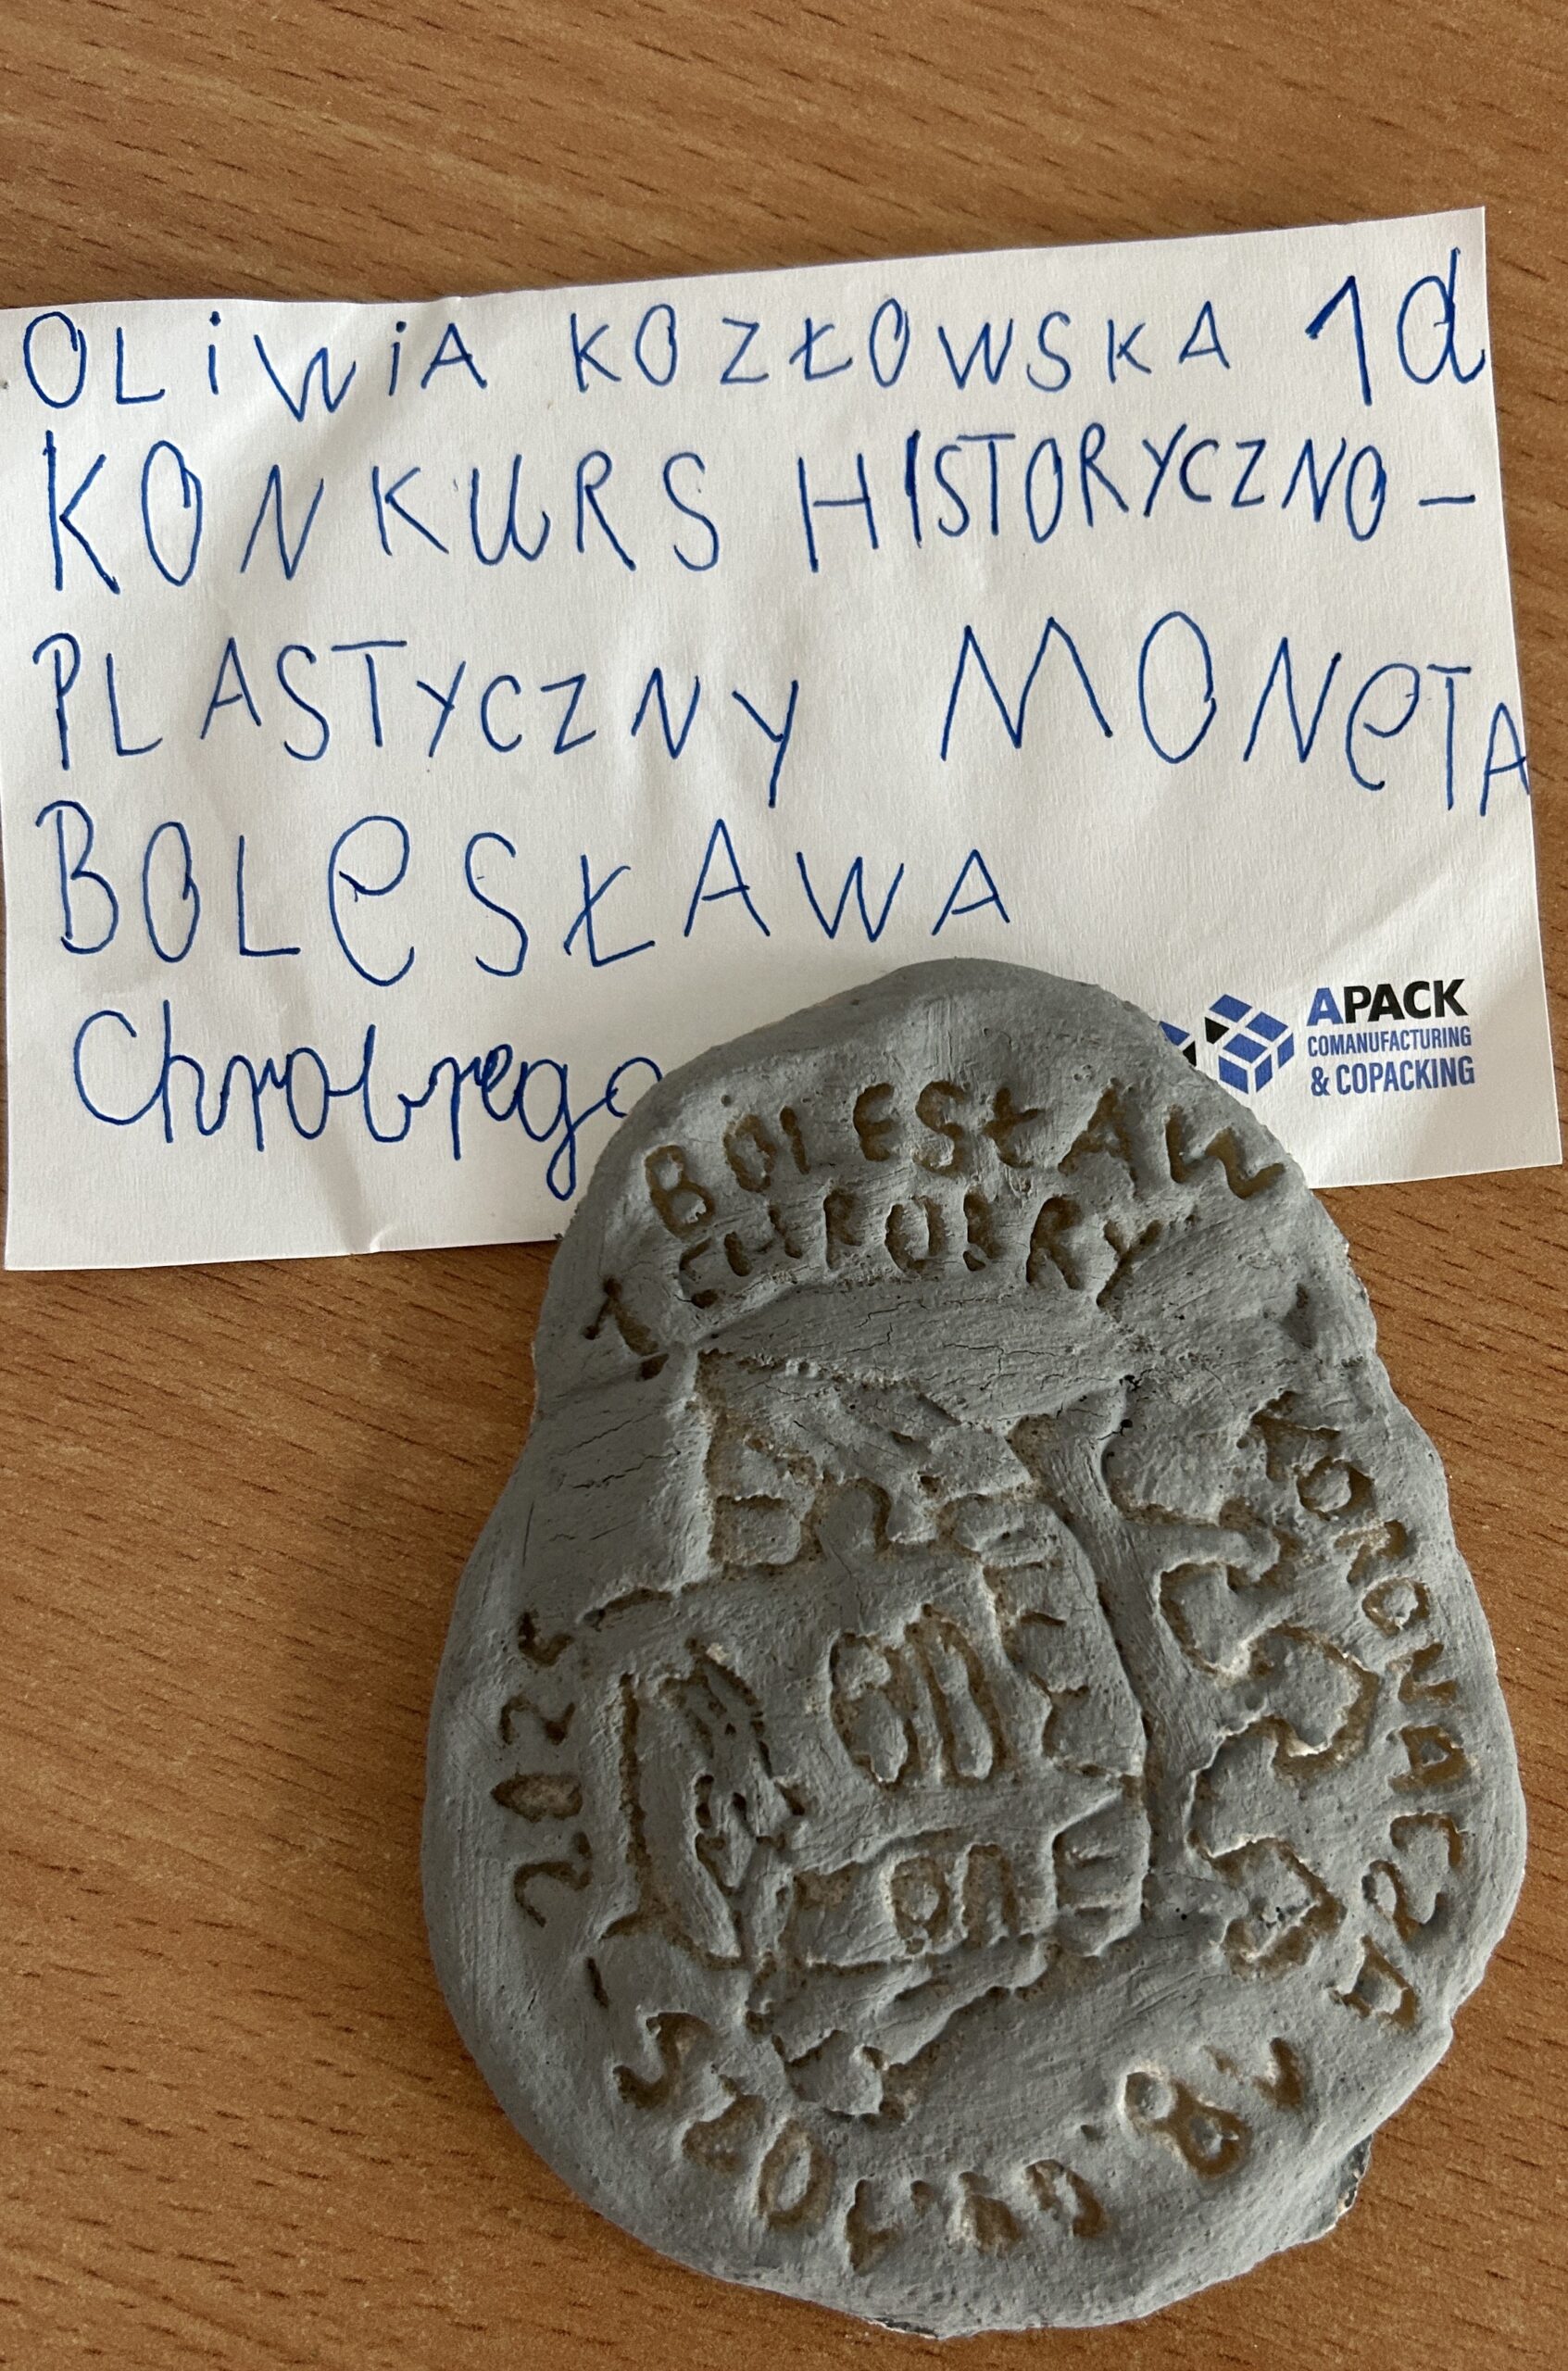 OLiWiA KOZŁOWSKA 1d
KONKURS HISTORYCZNO-
PLASTYCZNY MONeTA
BOLeSŁAWA
Chrobrego
APACK
COMANUFACTURING
& COPACKING
BOLESŁAW
CHROBRY